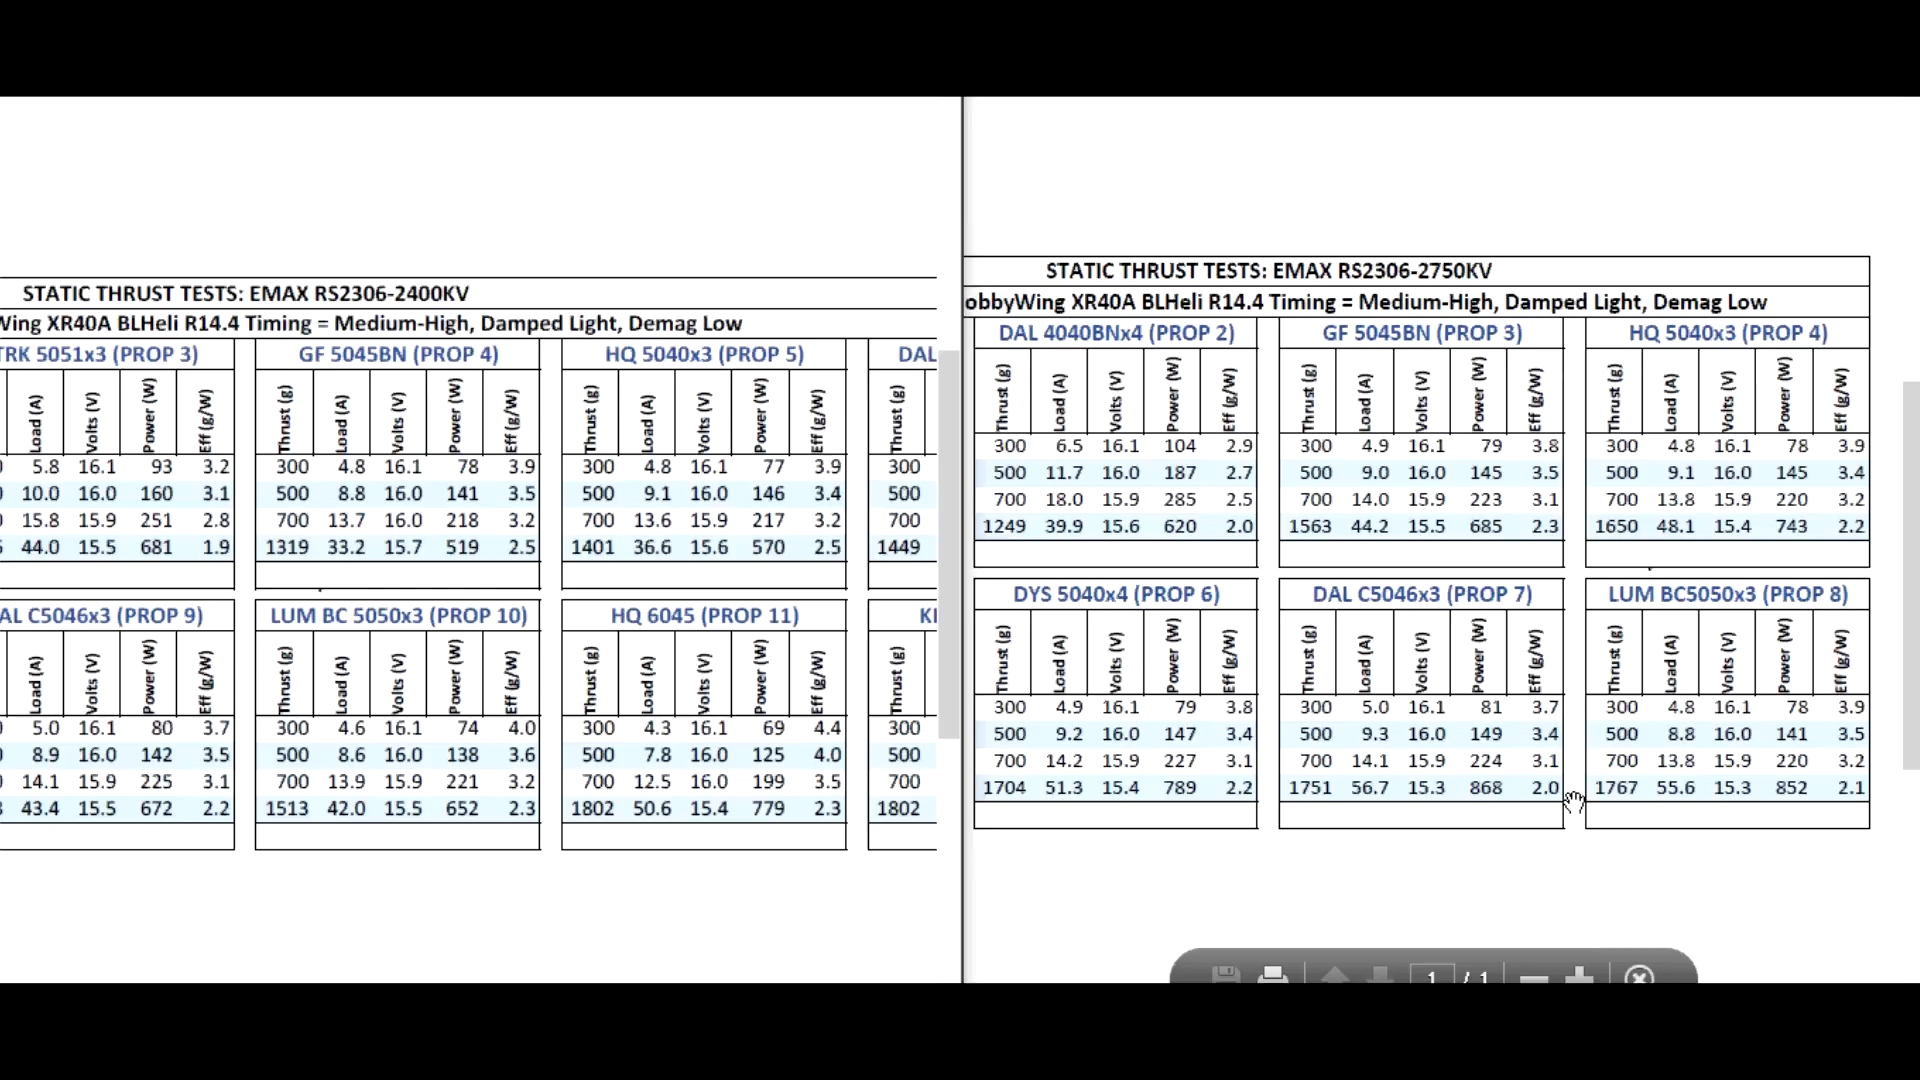 STATIC THRUST TESTS: EMAX RS2306-2400KV
Wing XR40A BLHeli R14.4 Timing = Medium-High, Damped Light, Demag Low
TRK 5051x3 (PROP 3) GF 5045BN (PROP 4) HQ 5040x3 (PROP 5) DAL
Load (A) Volts (V) Power (W) Eff (g/W) Thrust (g) Load (A) Volts (V) Power (W) Eff (g/W) Thrust (g) Load (A) Volts (V) Power (W) Eff (g/W) Thrust (g)
5.8 16.1 93 3.2 300 4.8 16.1 78 3.9 300 4.8 16.1 77 3.9 300
10.0 16.0 160 3.1 500 8.8 16.0 141 3.5 500 9.1 16.0 146 3.4 500
15.8 15.9 251 2.8 700 13.7 16.0 218 3.2 700 13.6 15.9 217 3.2 700
44.0 15.5 681 1.9 1319 33.2 15.7 519 2.5 1401 36.6 15.6 570 2.5 1449
AL C5046x3 (PROP 9) LUM BC 5050x3 (PROP 10) HQ 6045 (PROP 11)
Load (A) Volts (V) Power (W) Eff (g/W) Thrust (g) Load (A) Volts (V) Power (W) Eff (g/W) Thrust (g) Load (A) Volts (V) Power (W) Eff (g/W) Thrust (g)
5.0 16.1 80 3.7 300 4.6 16.1 74 4.0 300 4.3 16.1 69 4.4 300
8.9 16.0 142 3.5 500 8.6 16.0 138 3.6 500 7.8 16.0 125 4.0 500
14.1 15.9 225 3.1 700 13.9 15.9 221 3.2 700 12.5 16.0 199 3.5 700
43.4 15.5 672 2.2 1513 42.0 15.5 652 2.3 1802 50.6 15.4 779 2.3 1802
STATIC THRUST TESTS: EMAX RS2306-2750KV
obbyWing XR40A BLHeli R14.4 Timing = Medium-High, Damped Light, Demag Low
DAL 4040BNx4 (PROP 2) GF 5045BN (PROP 3) HQ 5040x3 (PROP 4)
Thrust (g) Load (A) Volts (V) Power (W) Eff (g/W) Thrust (g) Load (A) Volts (V) Power (W) Eff (g/W) Thrust (g) Load (A) Volts (V) Power (W) Eff (g/W)
300 6.5 16.1 104 2.9 300 4.9 16.1 79 3.8 300 4.8 16.1 78 3.9
500 11.7 16.0 187 2.7 500 9.0 16.0 145 3.5 500 9.1 16.0 145 3.4
700 18.0 15.9 285 2.5 700 14.0 15.9 223 3.1 700 13.8 15.9 220 3.2
1249 39.9 15.6 620 2.0 1563 44.2 15.5 685 2.3 1650 48.1 15.4 743 2.2
DYS 5040x4 (PROP 6) DAL C5046x3 (PROP 7) LUM BC5050x3 (PROP 8)
Thrust (g) Load (A) Volts (V) Power (W) Eff (g/W) Thrust (g) Load (A) Volts (V) Power (W) Eff (g/W) Thrust (g) Load (A) Volts (V) Power (W) Eff (g/W)
300 4.9 16.1 79 3.8 300 5.0 16.1 81 3.7 300 4.8 16.1 78 3.9
500 9.2 16.0 147 3.4 500 9.3 16.0 149 3.4 500 8.8 16.0 141 3.5
700 14.2 15.9 227 3.1 700 14.1 15.9 224 3.1 700 13.8 15.9 220 3.2
1704 51.3 15.4 789 2.2 1751 56.7 15.3 868 2.0 1767 55.6 15.3 852 2.1
1 / 1